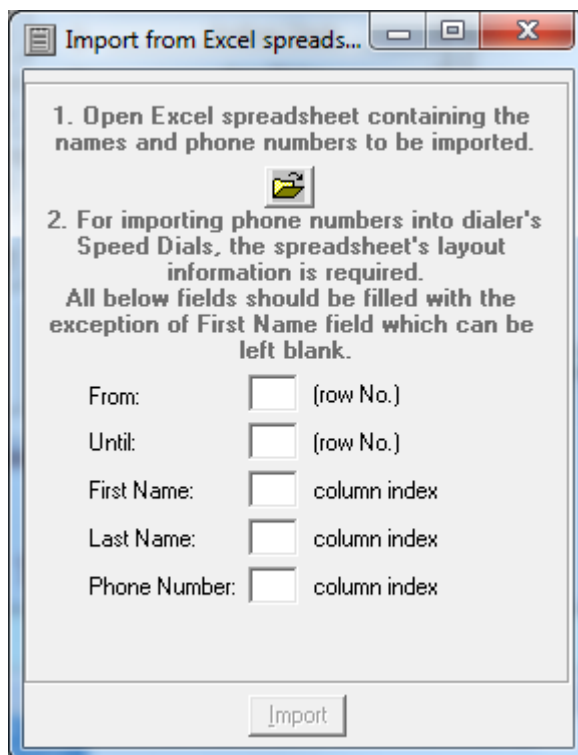 Import from Excel spreads...
1. Open Excel spreadsheet containing the
names and phone numbers to be imported.
2. For importing phone numbers into dialer's
Speed Dials, the spreadsheet's layout
information is required.
All below fields should be filled with the
exception of First Name field which can be
left blank.
From: (row No.)
Until: (row No.)
First Name: column index
Last Name: column index
Phone Number: column index
Import